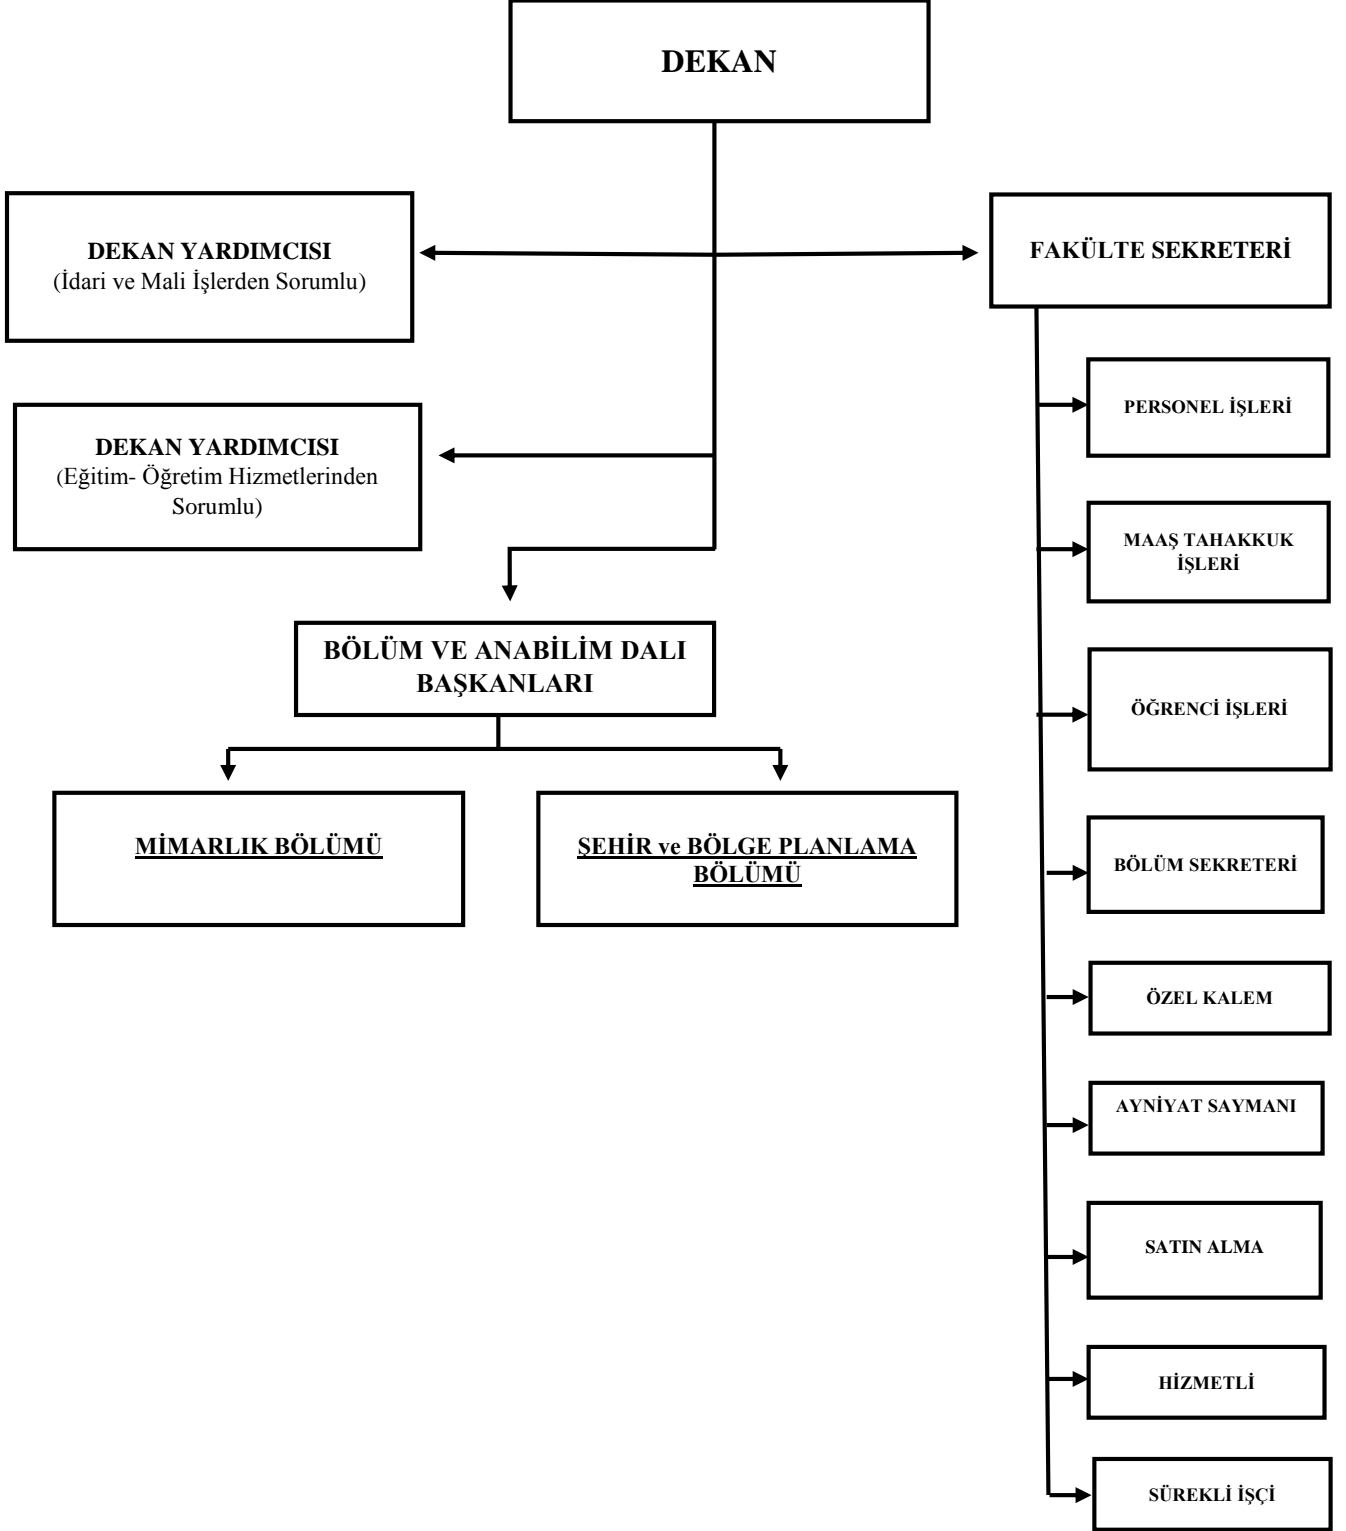 DEKAN
DEKAN YARDIMCISI
(İdari ve Mali İşlerden Sorumlu)
FAKÜLTE SEKRETERİ
DEKAN YARDIMCISI
(Eğitim- Öğretim Hizmetlerinden
Sorumlu)
BÖLÜM VE ANABİLİM DALI
BAŞKANLARI
MİMARLIK BÖLÜMÜ
ŞEHİR ve BÖLGE PLANLAMA
BÖLÜMÜ
PERSONEL İŞLERİ
MAAŞ TAHAKKUK
İŞLERİ
ÖĞRENCİ İŞLERİ
BÖLÜM SEKRETERİ
ÖZEL KALEM
AYNİYAT SAYMANI
SATIN ALMA
HİZMETLİ
SÜREKLİ İŞÇİ